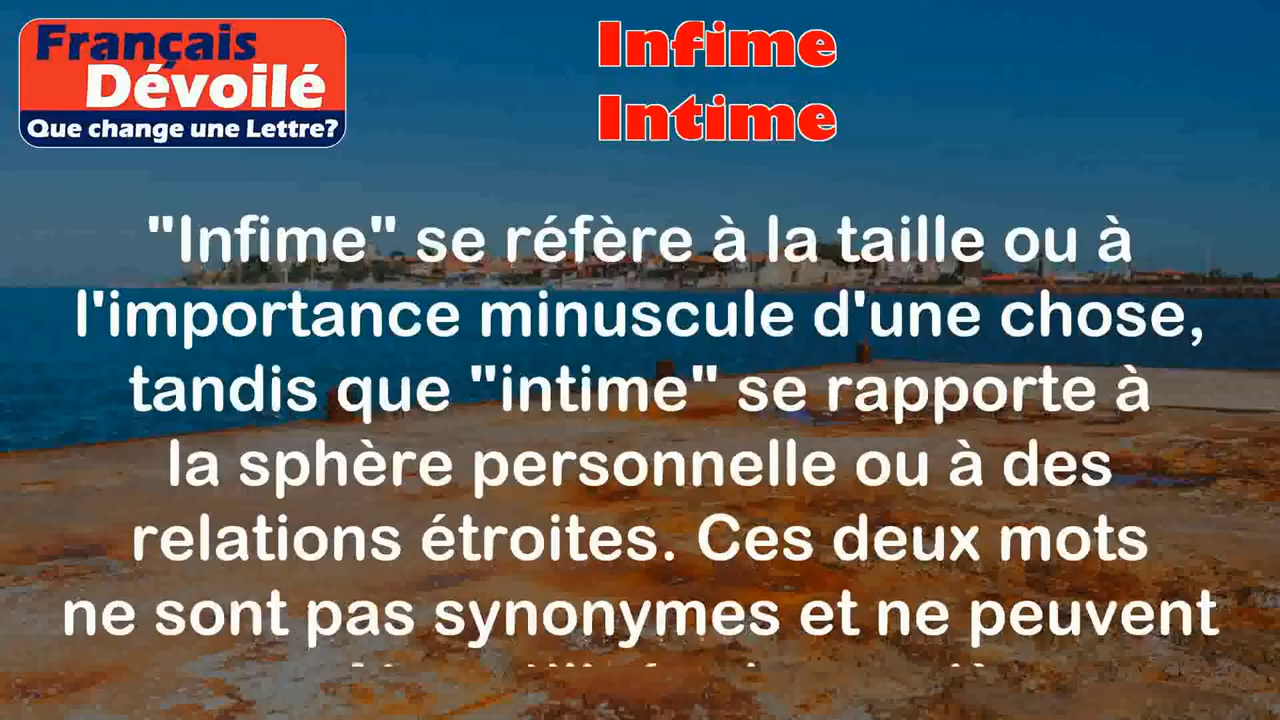 Français
Dévoilé
Que change une Lettre?
Infime
Intime
"Infime" se réfère à la taille ou à
l'importance minuscule d'une chose,
tandis que "intime" se rapporte à
la sphère personnelle ou à des
relations étroites. Ces deux mots
ne sont pas synonymes et ne peuvent